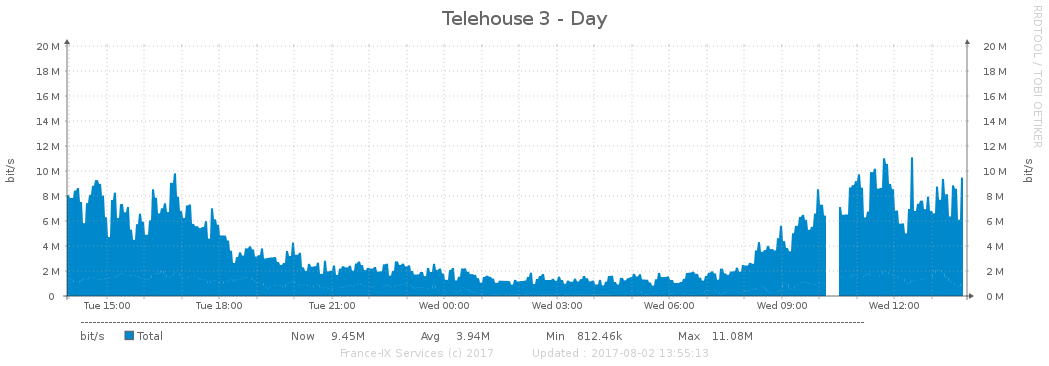 Telehouse 3 - Day
RRDTOOL / TOBI OETIKER
bit/s
bit/s
20 M 20 M
18 M 18 M
16 M 16 M
14 M 14 M
12 M 12 M
10 M 10 M
8 M 8 M
6 M 6 M
4 M 4 M
2 M 2 M
0 0 M
Tue 15:00 Tue 18:00 Tue 21:00 Wed 00:00 Wed 03:00 Wed 06:00 Wed 09:00 Wed 12:00
bit/s Total Now 9.45M Avg 3.94M Min 812.46k Max 11.08M
France-IX Services (c) 2017 Updated : 2017-08-02 13:55:13